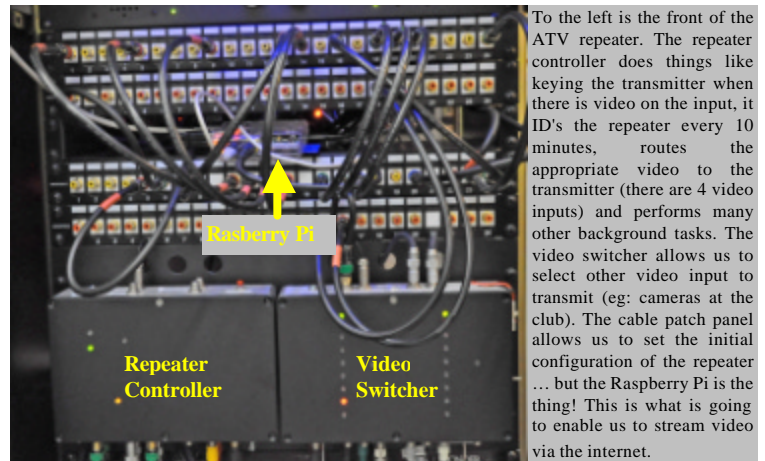 Rasberry Pi
Repeater
Controller
Video
Switcher
To the left is the front of the
ATV repeater. The repeater
controller does things like
keying the transmitter when
there is video on the input, it
ID's the repeater every 10
minutes, routes the
appropriate video to the
transmitter (there are 4 video
inputs) and performs many
other background tasks. The
video switcher allows us to
select other video input to
transmit (eg: cameras at the
club). The cable patch panel
allows us to set the initial
configuration of the repeater
… but the Raspberry Pi is the
thing! This is what is going
to enable us to stream video
via the internet.